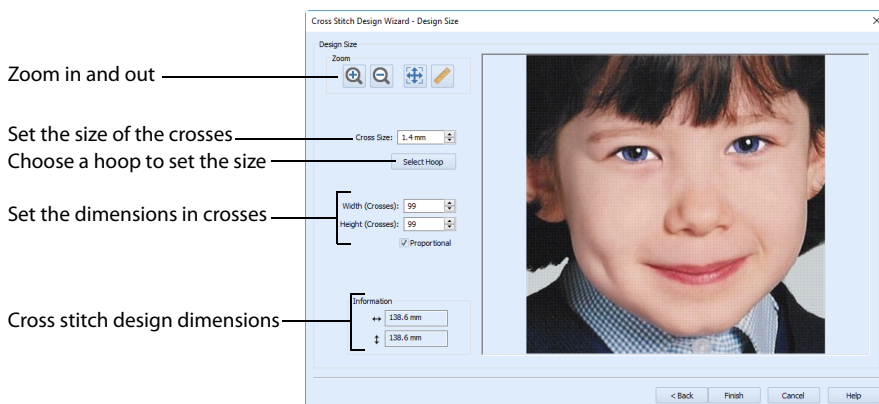 Cross Stitch Design Wizard - Design Size
Design Size
Zoom
Zoom in and out
Set the size of the crosses
Cross Size: 1.4 mm
Choose a hoop to set the size
Select Hoop
Set the dimensions in crosses
Width (Crosses): 99
Height (Crosses): 99
Proportional
Cross stitch design dimensions
Information
138.6 mm
138.6 mm
< Back Finish Cancel Help